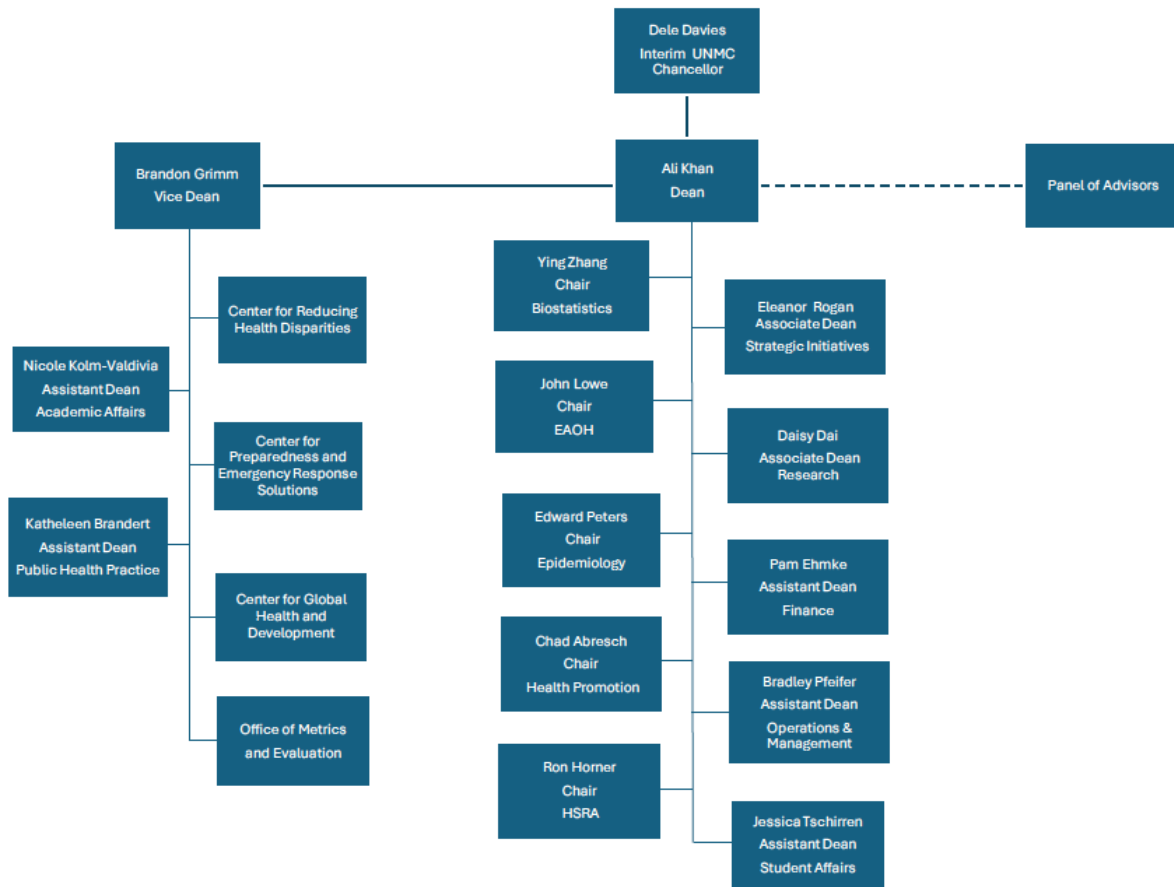 Dele Davies
Interim UNMC
Chancellor
Brandon Grimm
Vice Dean
Ali Khan
Dean
Panel of Advisors
Center for Reducing
Health Disparities
Nicole Kolm-Valdivia
Assistant Dean
Academic Affairs
Center for
Preparedness and
Emergency Response
Solutions
Katheleen Brandert
Assistant Dean
Public Health Practice
Center for Global
Health and
Development
Office of Metrics
and Evaluation
Ying Zhang
Chair
Biostatistics
Eleanor Rogan
Associate Dean
Strategic Initiatives
John Lowe
Chair
EAOH
Daisy Dai
Associate Dean
Research
Edward Peters
Chair
Epidemiology
Pam Ehmke
Assistant Dean
Finance
Chad Abresch
Chair
Health Promotion
Bradley Pfeifer
Assistant Dean
Operations &
Management
Ron Horner
Chair
HSRA
Jessica Tschirren
Assistant Dean
Student Affairs